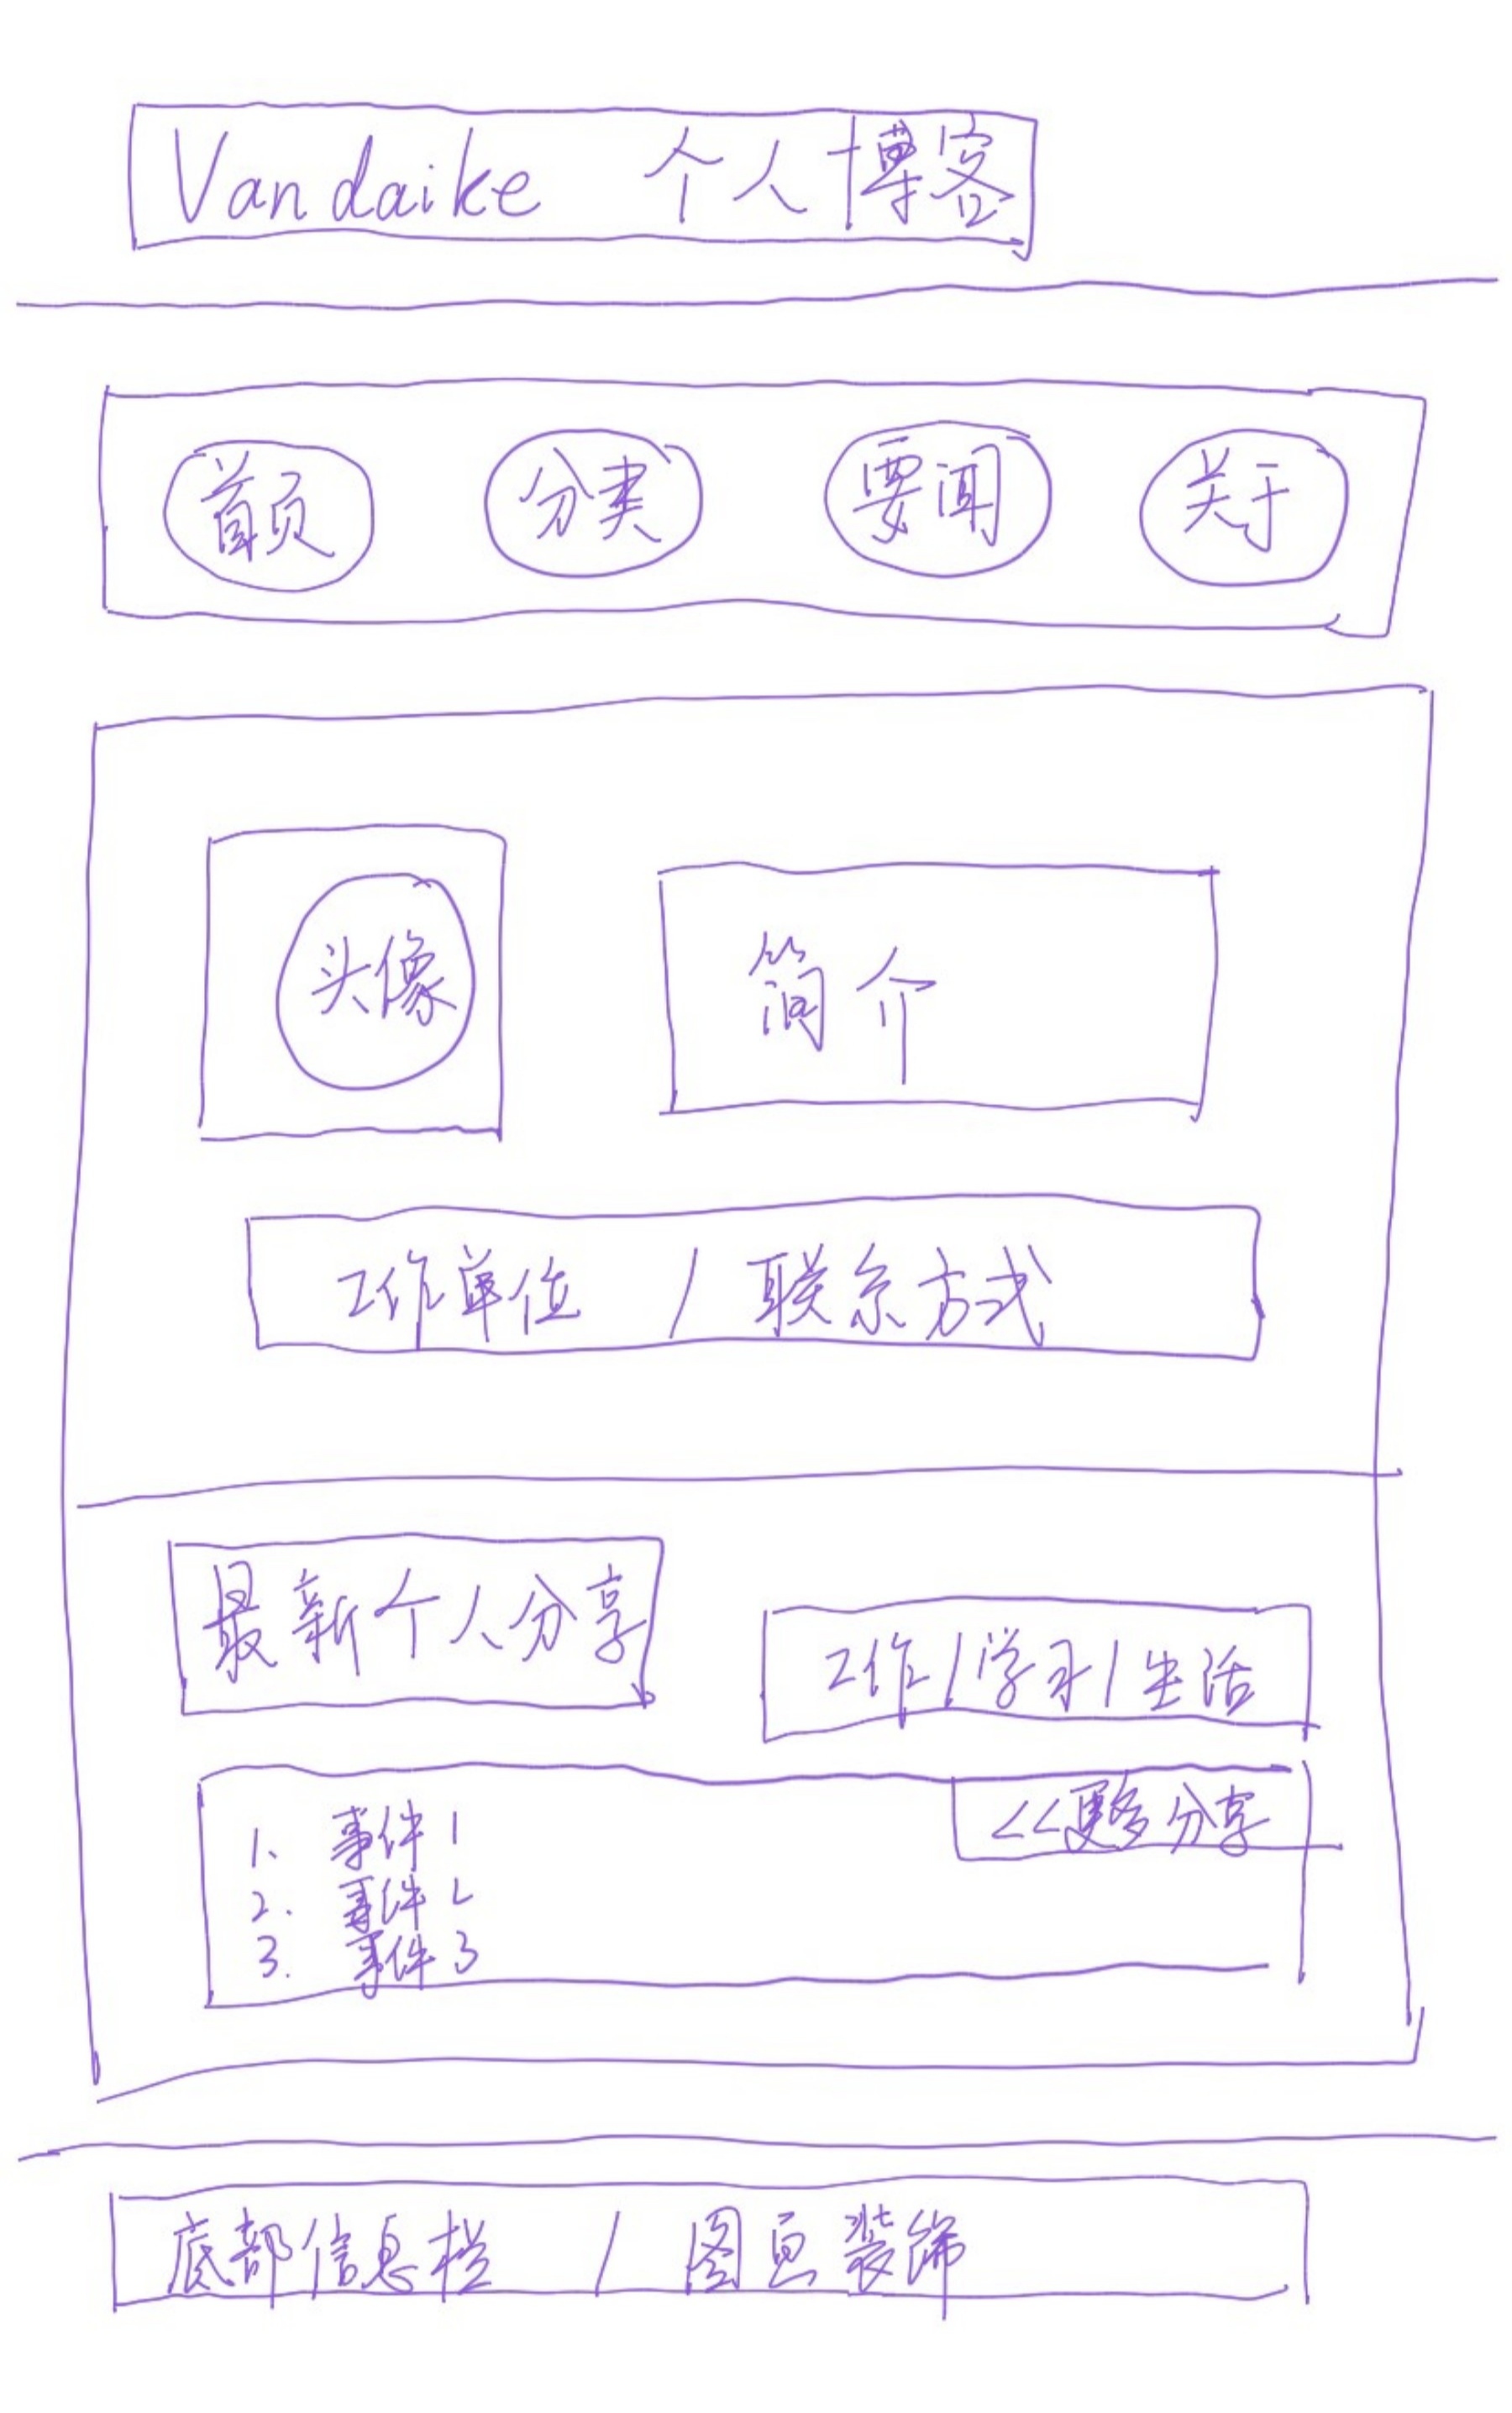 Vandaike 个人博客
首页 分类 要闻 关于
头像
简介
工作单位 / 联系方式
最新个人分享
工作/学习/生活
<<更多分享
1、事件1
2. 事件2
3. 事件3
底部信息栏 / 图画装饰